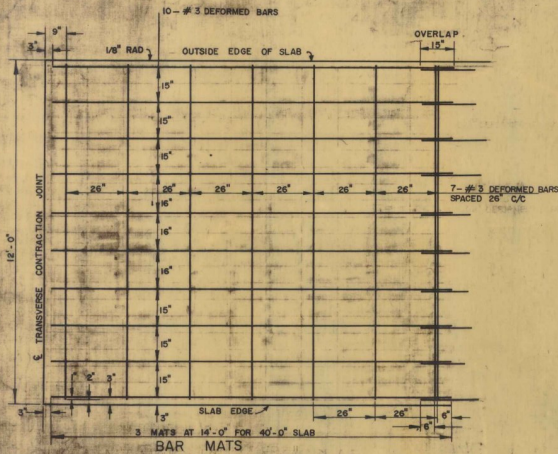 10-#3 DEFORMED BARS
9"
3"
1/8" RAD
OUTSIDE EDGE OF SLAB
OVERLAP
15"
15"
15"
15"
15"
26" 26" 26" 26" 26" 26"
7-#3 DEFORMED BARS
SPACED 26" C/C
16"
16"
16"
15"
15"
15"
12'-0"
℄ TRANSVERSE CONTRACTION JOINT
2"
3"
3"
3"
SLAB EDGE
26" 26"
6"
6"
3 MATS AT 14'-0" FOR 40'-0" SLAB
BAR MATS